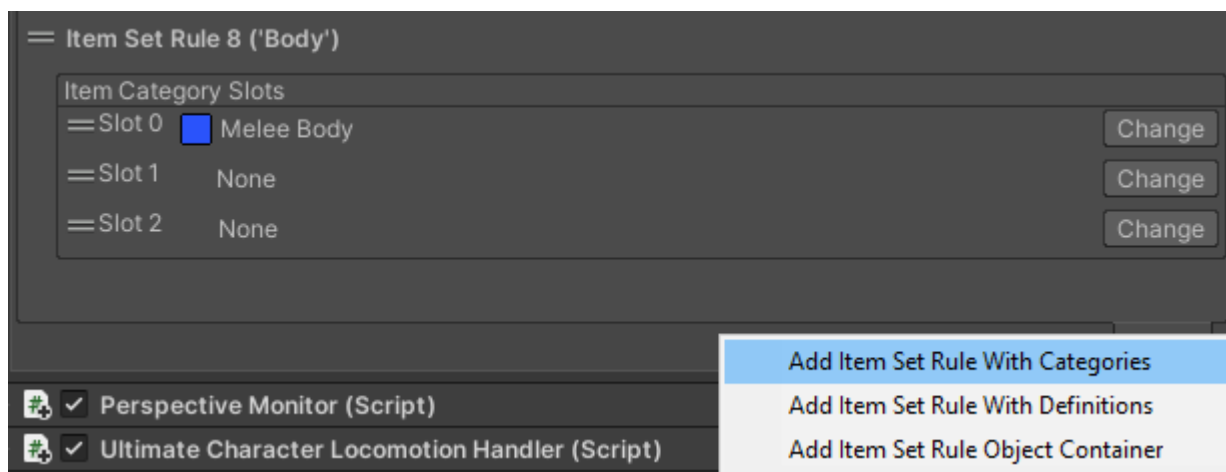 Item Set Rule 8 ('Body')
Item Category Slots
Slot 0 Melee Body Change
Slot 1 None Change
Slot 2 None Change
Add Item Set Rule With Categories
Perspective Monitor (Script)
Add Item Set Rule With Definitions
Ultimate Character Locomotion Handler (Script)
Add Item Set Rule Object Container